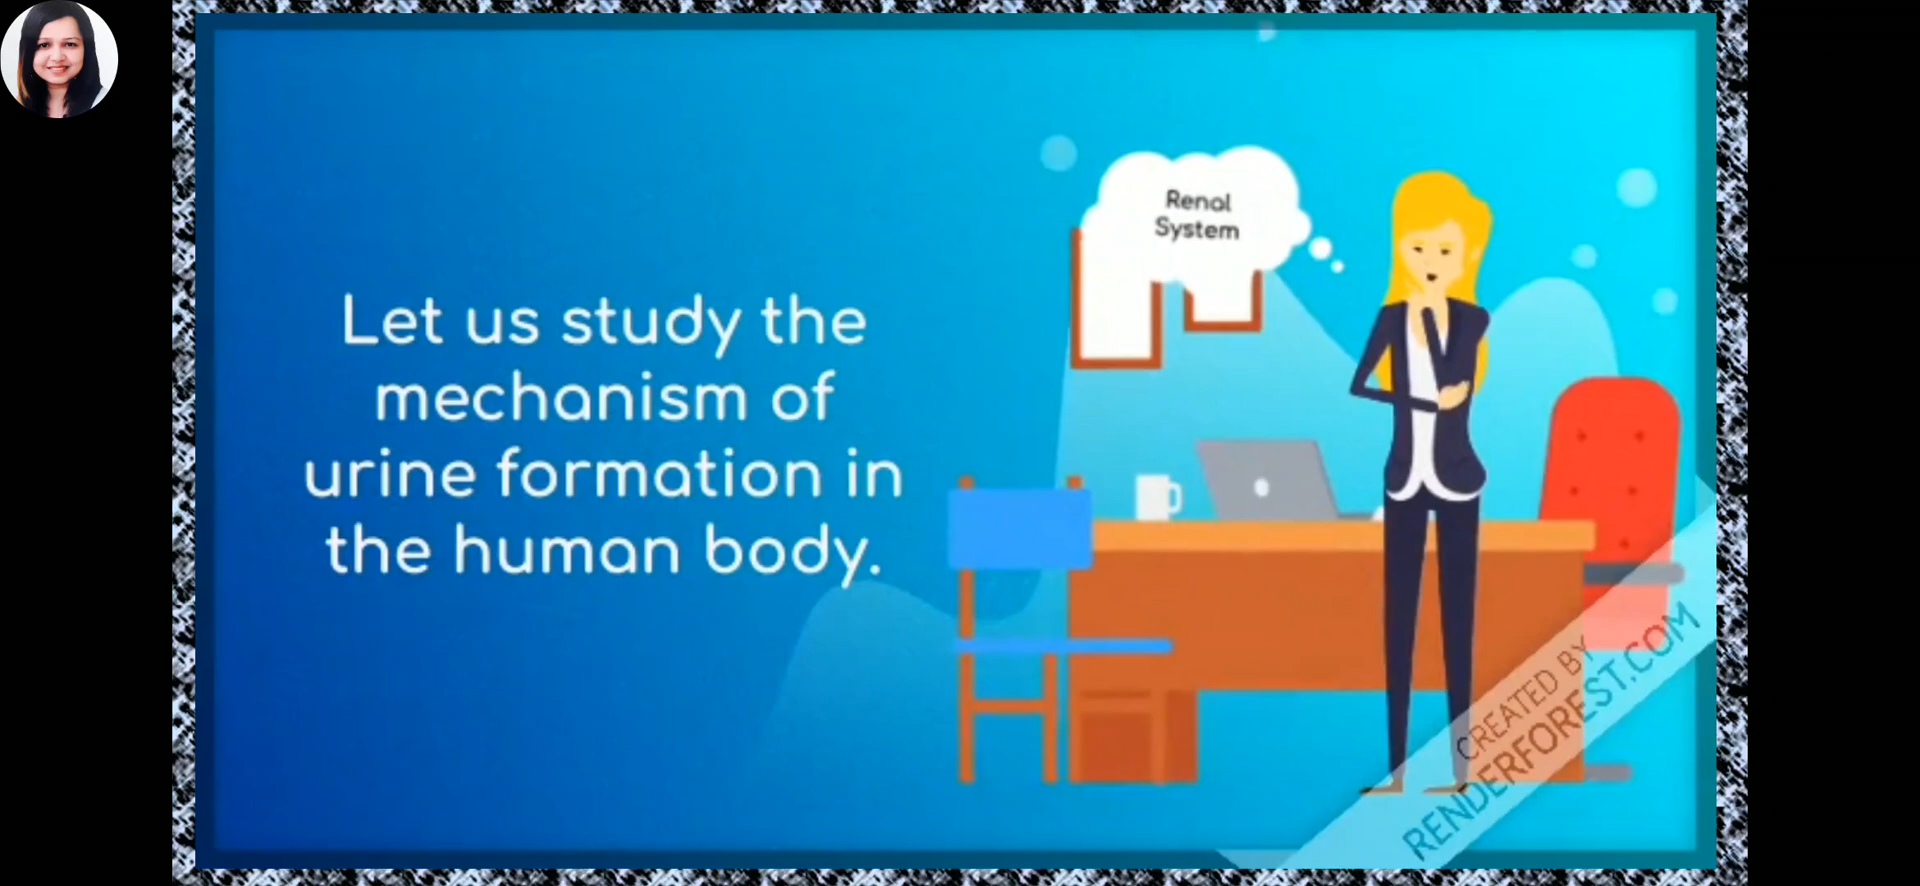 Renal
System
Let us study the
mechanism of
urine formation in
the human body.
CREATED BY
RENDERFOREST.COM